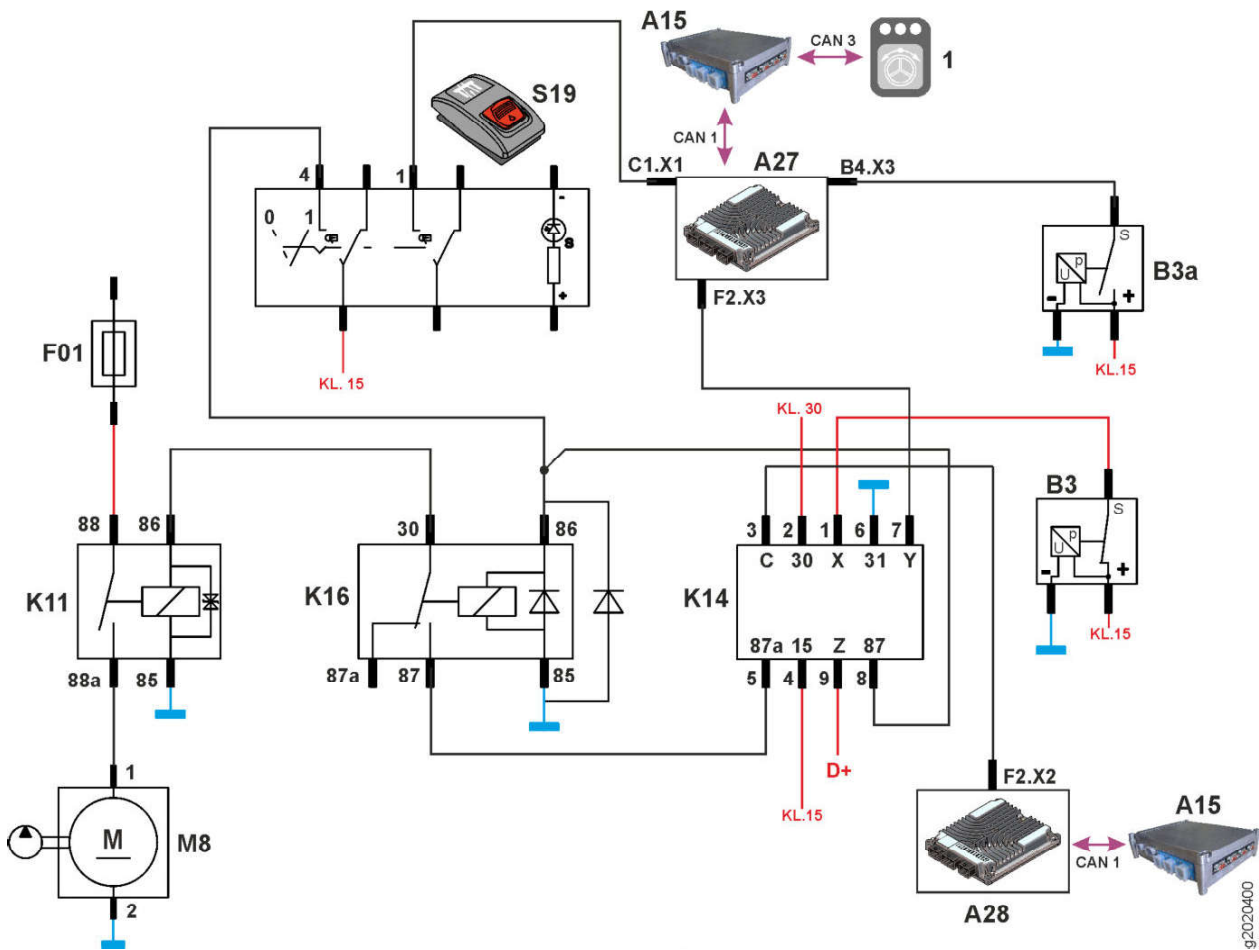 A15
CAN 3
1
S19
CAN 1
C1.X1
A27
B4.X3
4
1
0
1
-
S
+
F2.X3
S
U
p
B3a
-
+
KL.15
F01
KL. 15
KL. 30
B3
88
86
30
86
3
2
1
6
7
C
30
X
31
Y
S
U
p
-
+
K11
K16
K14
KL.15
88a
85
87a
87
85
87a
15
Z
87
5
4
9
8
D+
KL.15
1
M
M8
2
F2.X2
A15
CAN 1
A28
g2020400